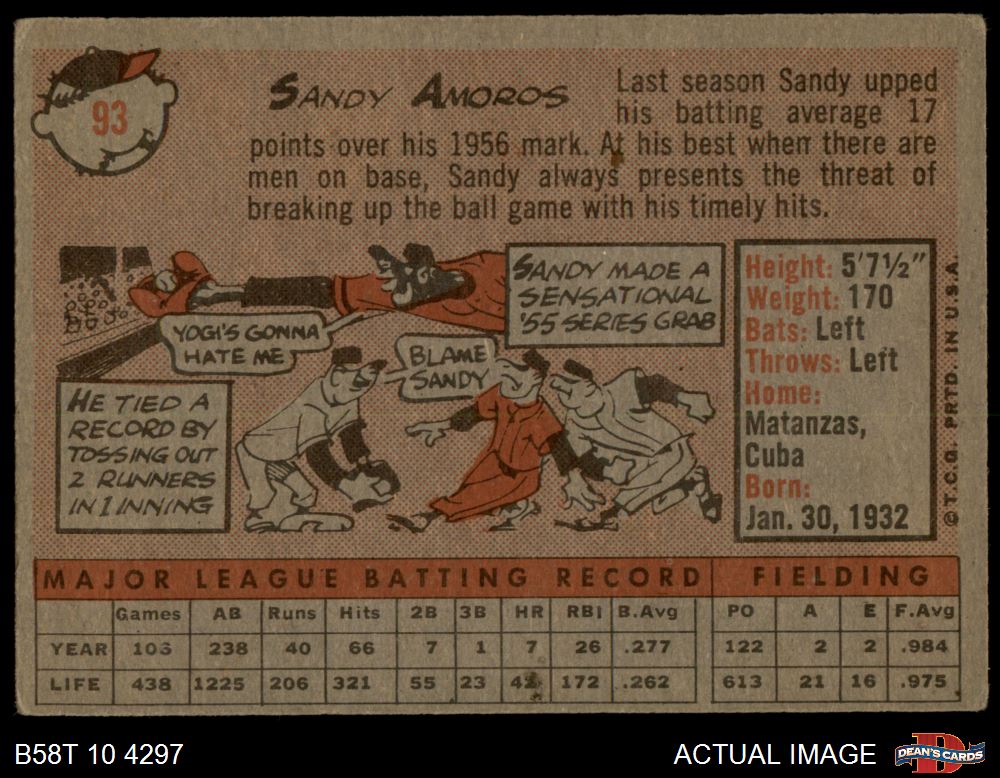 93
SANDY AMOROS
Last season Sandy upped
his batting average 17
points over his 1956 mark. At his best when there are
men on base, Sandy always presents the threat of
breaking up the ball game with his timely hits.
SANDY MADE A
SENSATIONAL
'55 SERIES GRAB
YOGI'S GONNA
HATE ME
BLAME
SANDY
HE TIED A
RECORD BY
TOSSING OUT
2 RUNNERS
IN 1 INNING
Height: 5'7½"
Weight: 170
Bats: Left
Throws: Left
Home:
Matanzas,
Cuba
Born:
Jan. 30, 1932
© T.C.G. PRTD. IN U.S.A.
MAJOR LEAGUE BATTING RECORD FIELDING
Games AB Runs Hits 2B 3B HR RBI B.Avg PO A E F.Avg
YEAR 106 238 40 66 7 1 7 26 .277 122 2 2 .984
LIFE 438 1225 206 321 55 23 42 172 .262 613 21 16 .975
B58T 10 4297 ACTUAL IMAGE DEAN'S CARDS